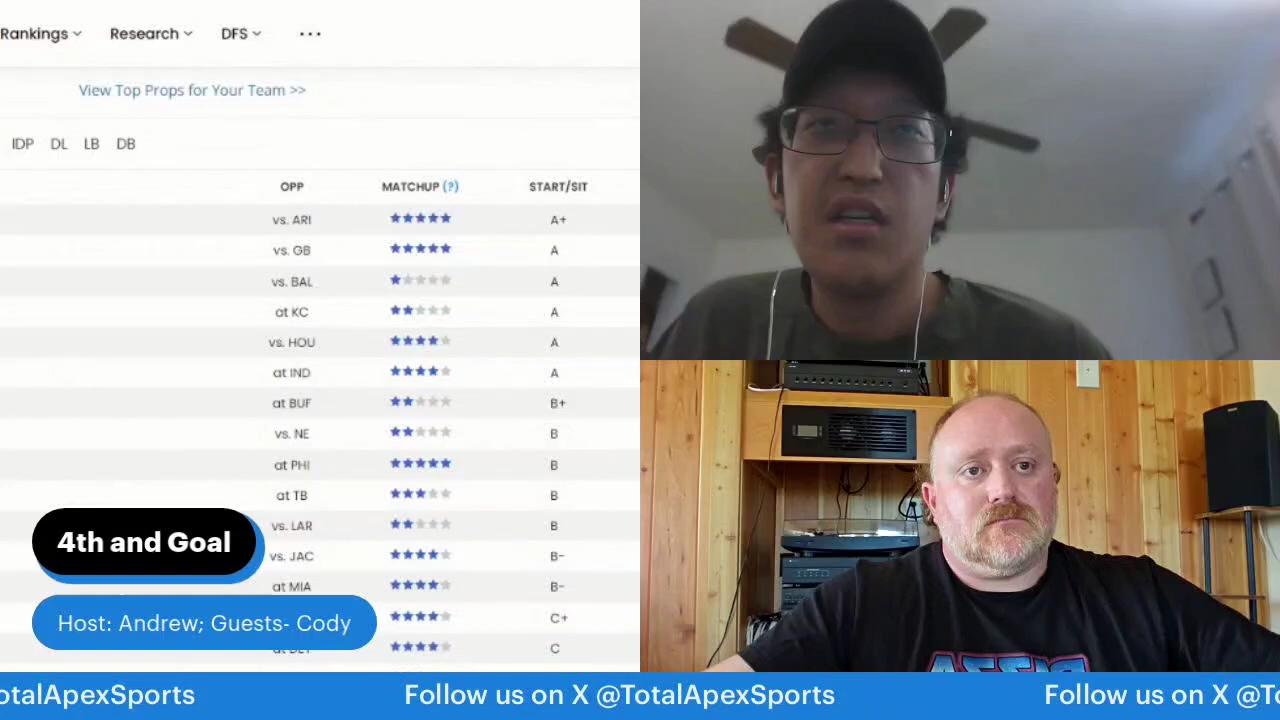 Rankings Research DFS ...
View Top Props for Your Team >>
IDP DL LB DB
OPP MATCHUP (?) START/SIT
vs. ARI A+
vs. GB A
vs. BAL A
at KC A
vs. HOU A
at IND A
at BUF B+
vs. NE B
at PHI B
at TB B
vs. LAR B
vs. JAC B-
at MIA B-
C+
at DET C
4th and Goal
Host: Andrew; Guests- Cody
otalApexSports Follow us on X @TotalApexSports Follow us on X @To